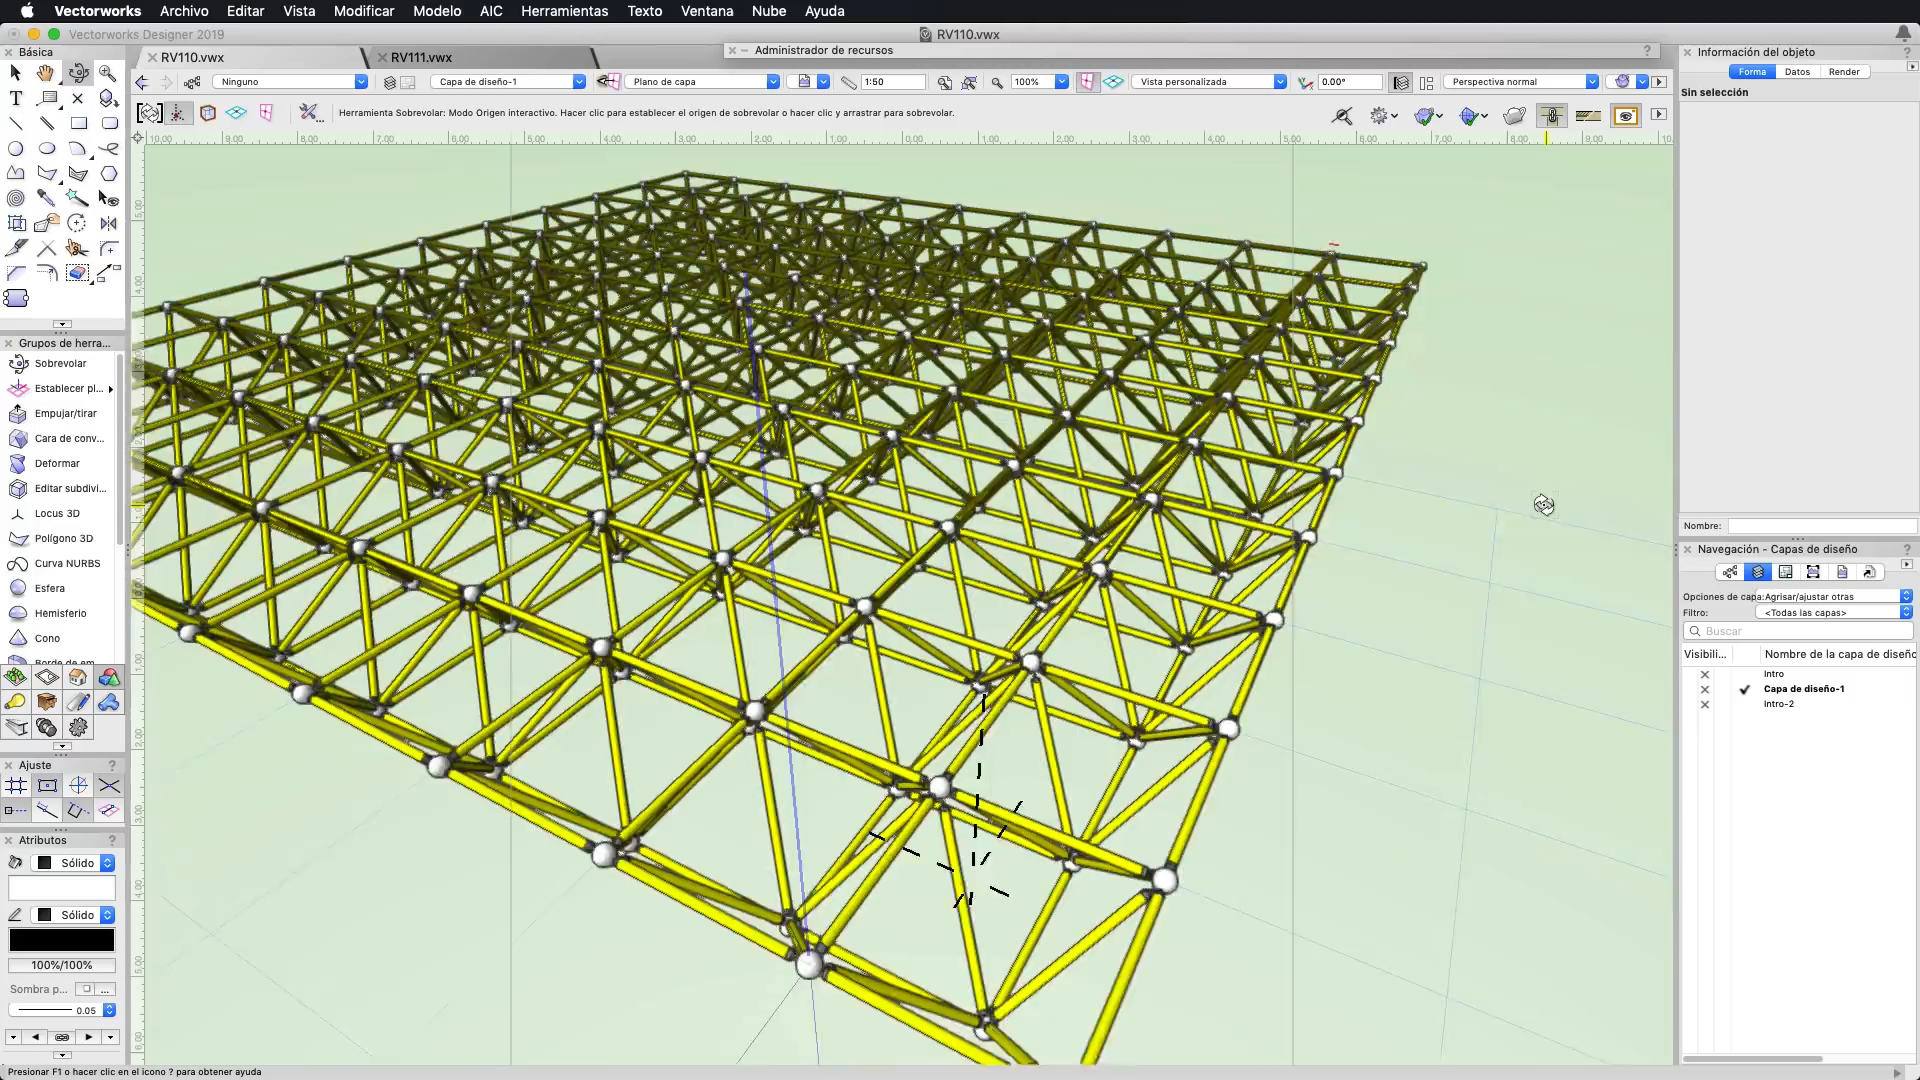 Vectorworks Archivo Editar Vista Modificar Modelo AIC Herramientas Texto Ventana Nube Ayuda
Vectorworks Designer 2019
RV110.vwx
Básica
RV110.vwx
RV111.vwx
Administrador de recursos
?
Información del objeto
?
Ninguno
Capa de diseño-1
Plano de capa
1:50
100%
Vista personalizada
0.00°
Perspectiva normal
Forma
Datos
Render
Sin selección
Herramienta Sobrevolar: Modo Origen interactivo. Hacer clic para establecer el origen de sobrevolar o hacer clic y arrastrar para sobrevolar.
Grupos de herra...
Sobrevolar
Establecer pl...
Empujar/tirar
Cara de conv...
Deformar
Editar subdivi...
Locus 3D
Polígono 3D
Curva NURBS
Esfera
Hemisferio
Cono
Borde de em...
Ajuste
?
Atributos
?
Sólido
Sólido
100%/100%
Sombra p...
...
0.05
Nombre:
Navegación - Capas de diseño
?
Opciones de capa:
Agrisar/ajustar otras
Filtro:
<Todas las capas>
Buscar
Visibili...
Nombre de la capa de diseño
Intro
Capa de diseño-1
Intro-2
Presionar F1 o hacer clic en el icono ? para obtener ayuda